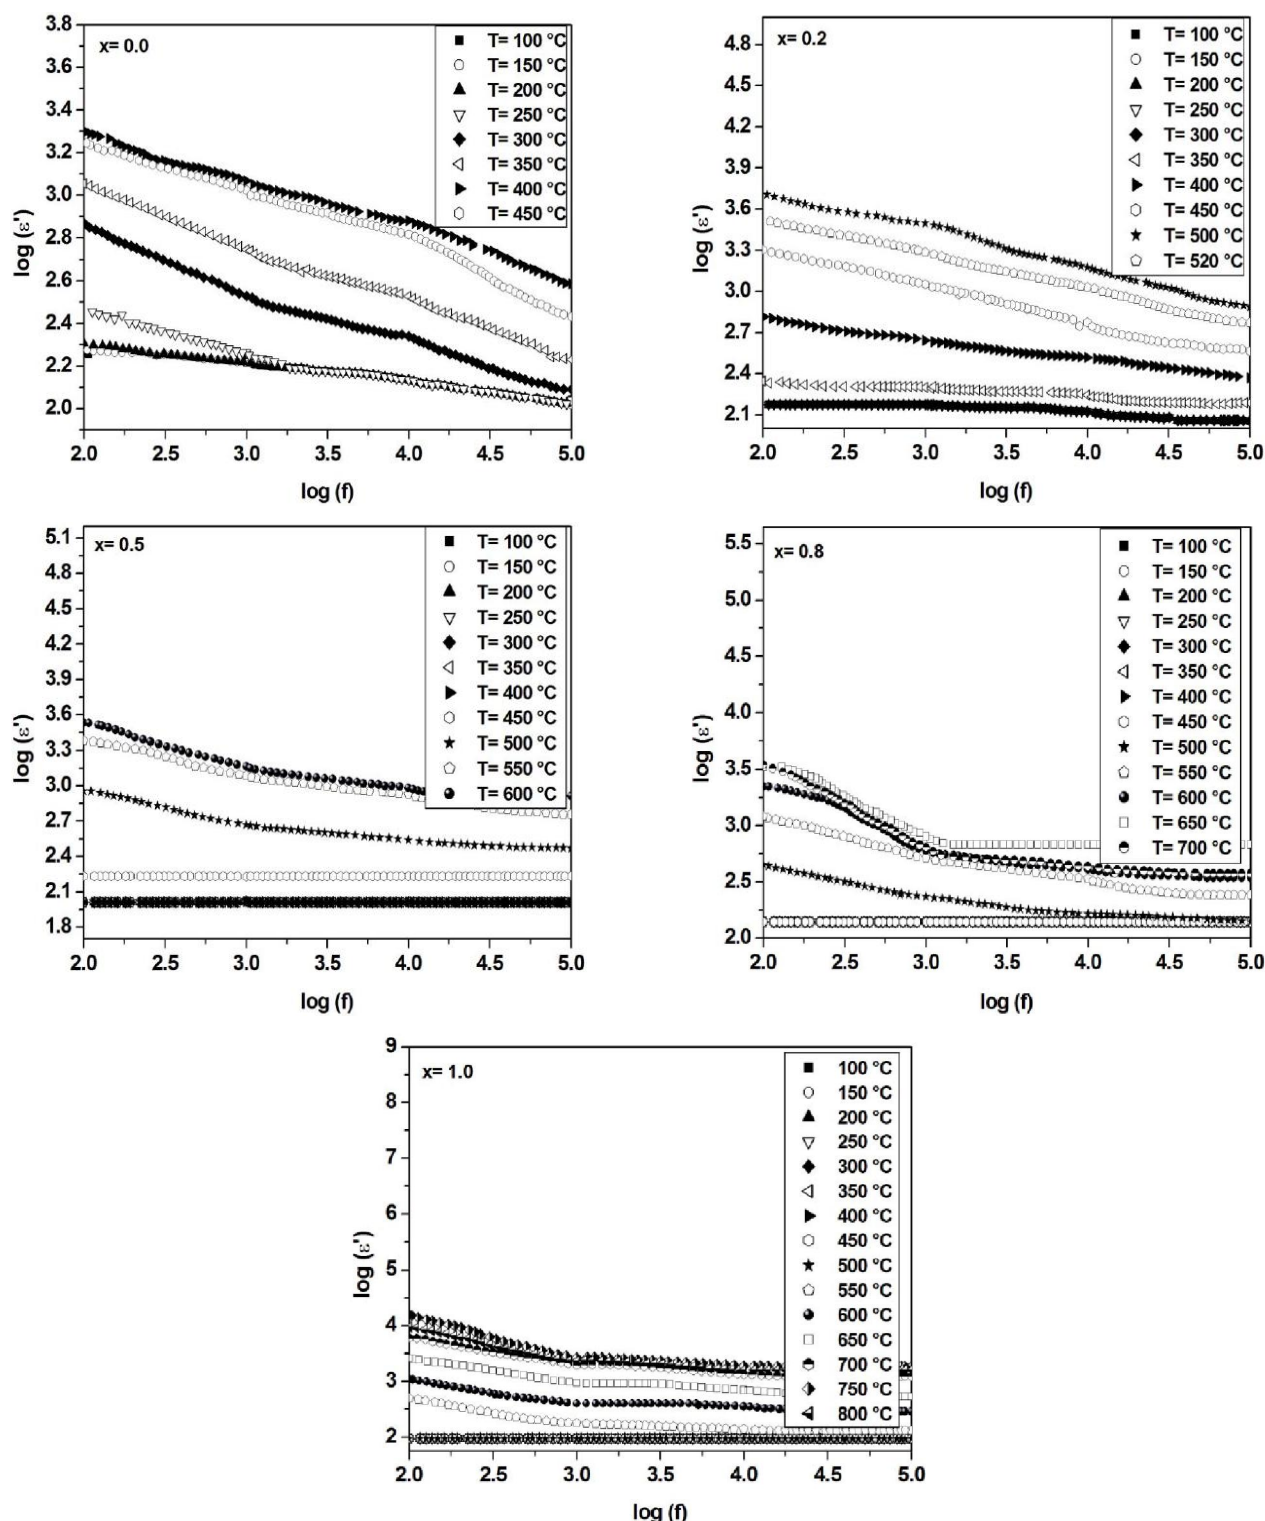 x= 0.0
3.8
3.6
3.4
3.2
3.0
2.8
2.6
2.4
2.2
2.0
log (ε')
T= 100 °C
T= 150 °C
T= 200 °C
T= 250 °C
T= 300 °C
T= 350 °C
T= 400 °C
T= 450 °C
2.0 2.5 3.0 3.5 4.0 4.5 5.0
log (f)
x= 0.2
4.8
4.5
4.2
3.9
3.6
3.3
3.0
2.7
2.4
2.1
log (ε')
T= 100 °C
T= 150 °C
T= 200 °C
T= 250 °C
T= 300 °C
T= 350 °C
T= 400 °C
T= 450 °C
T= 500 °C
T= 520 °C
2.0 2.5 3.0 3.5 4.0 4.5 5.0
log (f)
x= 0.5
5.1
4.8
4.5
4.2
3.9
3.6
3.3
3.0
2.7
2.4
2.1
1.8
log (ε')
T= 100 °C
T= 150 °C
T= 200 °C
T= 250 °C
T= 300 °C
T= 350 °C
T= 400 °C
T= 450 °C
T= 500 °C
T= 550 °C
T= 600 °C
2.0 2.5 3.0 3.5 4.0 4.5 5.0
log (f)
x= 0.8
5.5
5.0
4.5
4.0
3.5
3.0
2.5
2.0
log (ε')
T= 100 °C
T= 150 °C
T= 200 °C
T= 250 °C
T= 300 °C
T= 350 °C
T= 400 °C
T= 450 °C
T= 500 °C
T= 550 °C
T= 600 °C
T= 650 °C
T= 700 °C
2.0 2.5 3.0 3.5 4.0 4.5 5.0
log (f)
x= 1.0
9
8
7
6
5
4
3
2
log (ε')
100 °C
150 °C
200 °C
250 °C
300 °C
350 °C
400 °C
450 °C
500 °C
550 °C
600 °C
650 °C
700 °C
750 °C
800 °C
2.0 2.5 3.0 3.5 4.0 4.5 5.0
log (f)